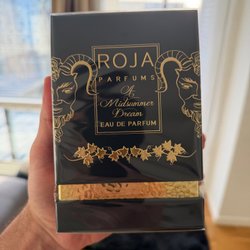 ROJA
PARFUMS
A
Midsummer
Dream
EAU DE PARFUM